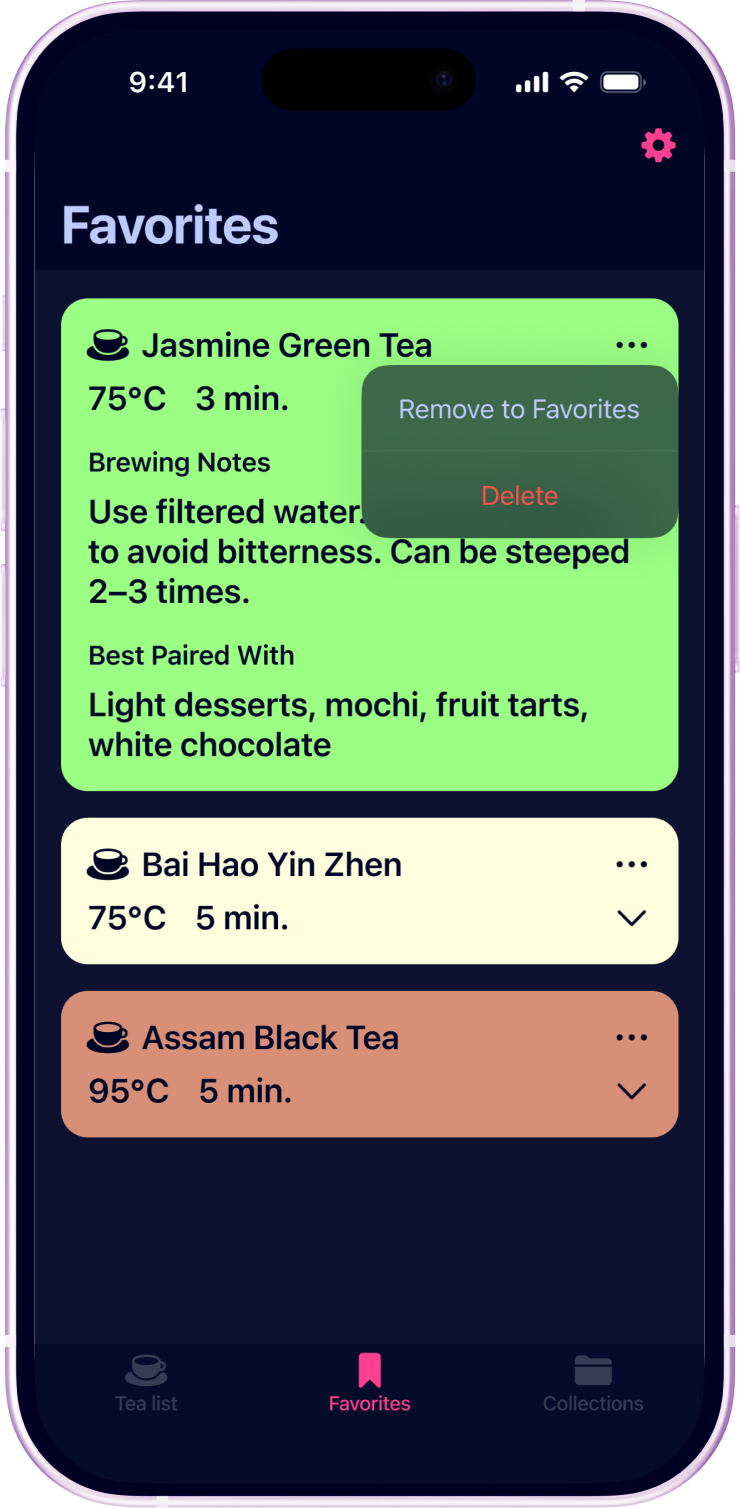 9:41
Favorites
Jasmine Green Tea
75°C 3 min.
Remove to Favorites
Delete
Brewing Notes
Use filtered water.
to avoid bitterness. Can be steeped
2–3 times.
Best Paired With
Light desserts, mochi, fruit tarts,
white chocolate
Bai Hao Yin Zhen
75°C 5 min.
Assam Black Tea
95°C 5 min.
Tea list
Favorites
Collections